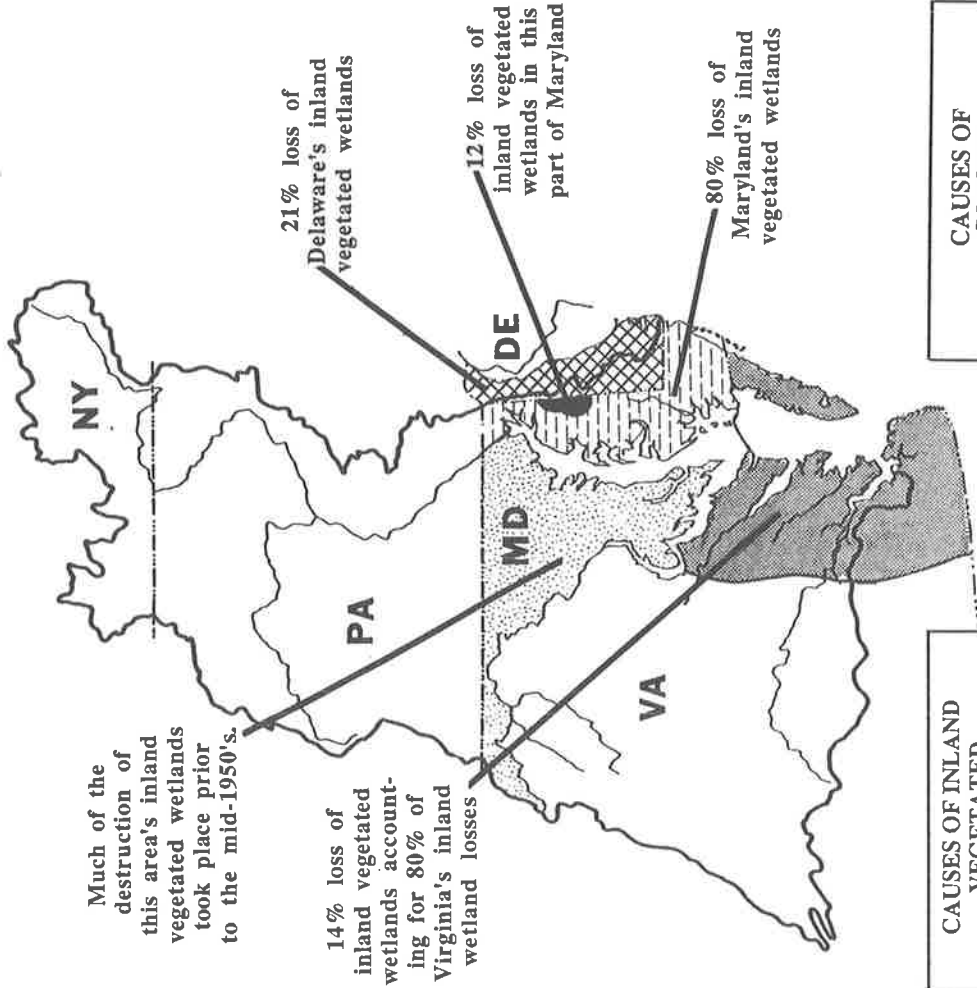 Much of the
destruction of
this area's inland
vegetated wetlands
took place prior
to the mid-1950's.
14% loss of
inland vegetated
wetlands account-
ing for 80% of
Virginia's inland
wetland losses
NY
PA
MD
DE
VA
21% loss of
Delaware's inland
vegetated wetlands
12% loss of
inland vegetated
wetlands in this
part of Maryland
80% loss of
Maryland's inland
vegetated wetlands
CAUSES OF INLAND
VEGETATED
CAUSES OF